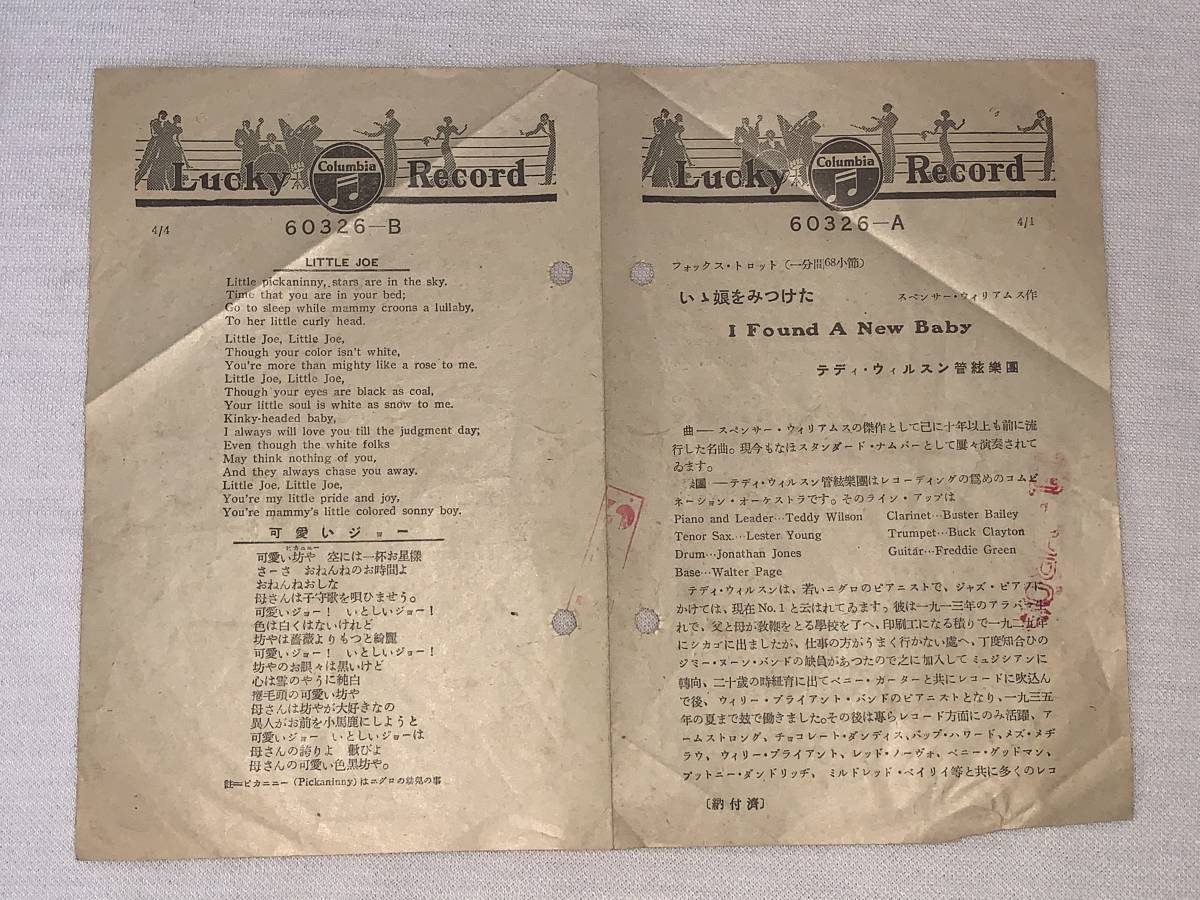 Lucky Columbia Record
60326—B
4/4
LITTLE JOE
Little pickaninny, stars are in the sky.
Time that you are in your bed;
Go to sleep while mammy croons a lullaby,
To her little curly head.
Little Joe, Little Joe,
Though your color isn't white,
You're more than mighty like a rose to me.
Little Joe, Little Joe,
Though your eyes are black as coal,
Your little soul is white as snow to me.
Kinky-headed baby,
I always will love you till the judgment day;
Even though the white folks
May think nothing of you,
And they always chase you away.
Little Joe, Little Joe,
You're my little pride and joy,
You're mammy's little colored sonny boy.
可愛いジョー
ピカニニー
可愛い坊や 空には一杯お星樣
さーさ おねんねのお時間よ
おねんねおしな
母さんは子守歌を唄ひませう。
可愛いジョー! いとしいジョー!
色は白くはないけれど
坊やは薔薇よりもつと綺麗
可愛いジョー! いとしいジョー!
坊やのお眼々は黒いけど
心は雪のやうに純白
捲毛頭の可愛い坊や
母さんは坊やが大好きなの
異人がお前を小馬鹿にしようと
可愛いジョー いとしいジョーは
母さんの誇りよ 歡びよ
母さんの可愛い色黒坊や。
註=ピカニニー (Pickaninny) はニグロの幼兒の事
Lucky Columbia Record
60326—A
4/1
フォックス・トロット (一分間68小節)
いゝ娘をみつけた スペンサー・ウィリアムス作
I Found A New Baby
テディ・ウィルスン管絃樂團
曲——スペンサー・ウィリアムスの傑作として已に十年以上も前に流
行した名曲。現今もなほスタンダード・ナムバーとして屢々演奏されて
ゐます。
團——テディ・ウィルスン管絃樂團はレコーディングの爲めのコムビ
ネーション・オーケストラです。そのライン・アップは
Piano and Leader…Teddy Wilson Clarinet…Buster Bailey
Tenor Sax.…Lester Young Trumpet…Buck Clayton
Drum…Jonathan Jones Guitar…Freddie Green
Base…Walter Page
テディ・ウィルスンは、若いニグロのピアニストで、ジャズ・ピアノに
かけては、現在 No.1 と云はれてゐます。彼は一九一三年のアラバマ生
れで、父と母が敎鞭をとる學校を了へ、印刷工になる積りで一九二九年
にシカゴに出ましたが、仕事の方がうまく行かない處へ、丁度知合ひの
ジミー・ヌーン・バンドの缺員があつたので之に加入してミュジシアンに
轉向、二十歳の時紐育に出てベニー・カーターと共にレコードに吹込ん
で後、ウィリー・ブライアント・バンドのピアニストとなり、一九三五
年の夏まで玆で働きました。その後は專らレコード方面にのみ活躍、ア
ームストロング、チョコレート・ダンディス、パップ・ハワード、メズ・メヂ
ラウ、ウィリー・ブライアント、レッド・ノーヴォ、ベニー・グッドマン、
プットニー・ダンドリッヂ、ミルドレッド・ベイリイ等と共に多くのレコ
〔納付濟〕